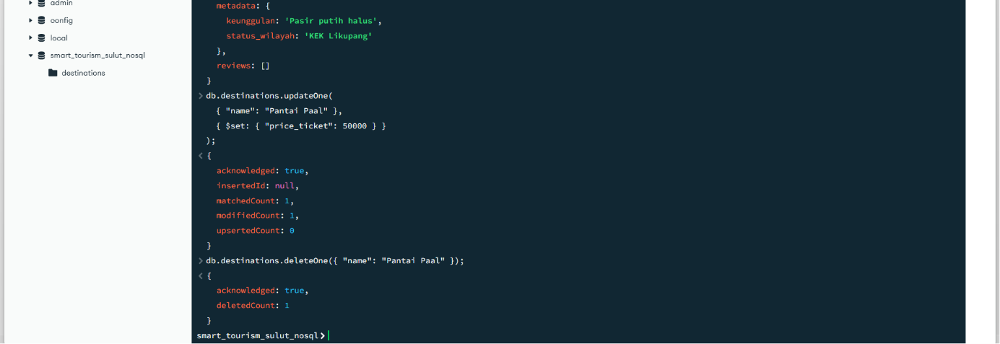 admin
config
local
smart_tourism_sulut_nosql
destinations
metadata: {
keunggulan: 'Pasir putih halus',
status_wilayah: 'KEK Likupang'
},
reviews: []
}
db.destinations.updateOne(
{ "name": "Pantai Paal" },
{ $set: { "price_ticket": 50000 } }
);
{
acknowledged: true,
insertedId: null,
matchedCount: 1,
modifiedCount: 1,
upsertedCount: 0
}
db.destinations.deleteOne({ "name": "Pantai Paal" });
{
acknowledged: true,
deletedCount: 1
}
smart_tourism_sulut_nosql>